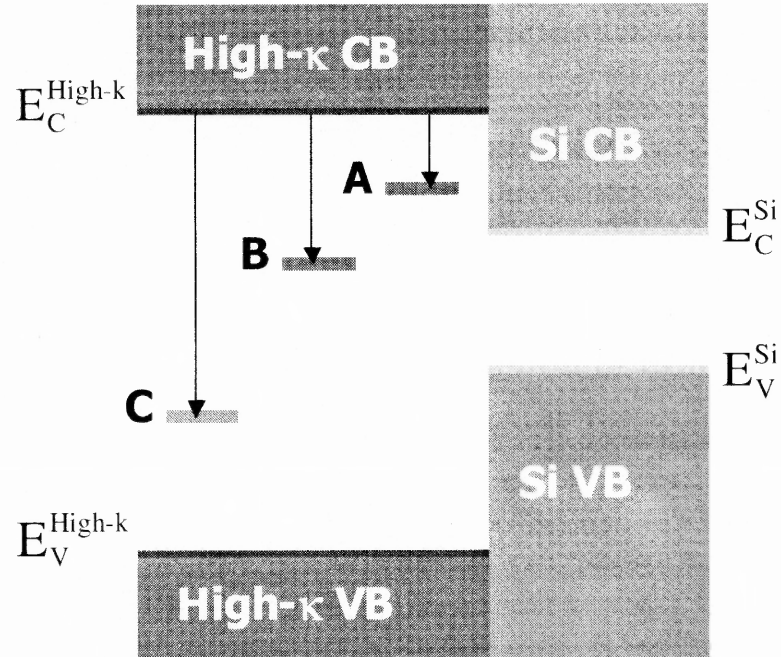 High-κ CB
E_C^High-k
Si CB
A
E_C^Si
B
E_V^Si
C
Si VB
E_V^High-k
High-κ VB